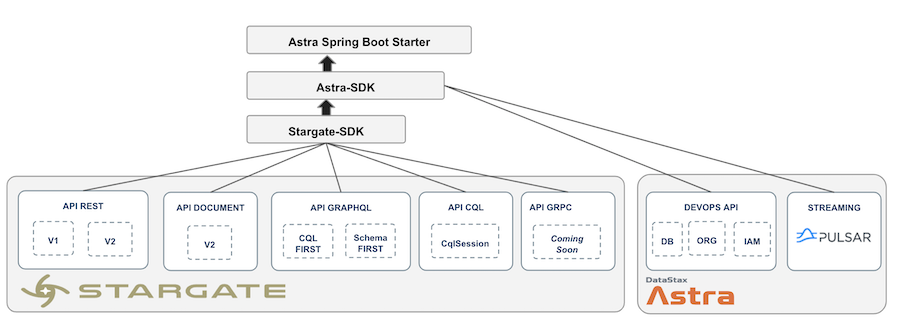 Astra Spring Boot Starter
Astra-SDK
Stargate-SDK
API REST
V1
V2
API DOCUMENT
V2
API GRAPHQL
CQL
FIRST
Schema
FIRST
API CQL
CqlSession
API GRPC
Coming
Soon
STARGATE
DEVOPS API
DB
ORG
IAM
STREAMING
PULSAR
DataStax
Astra